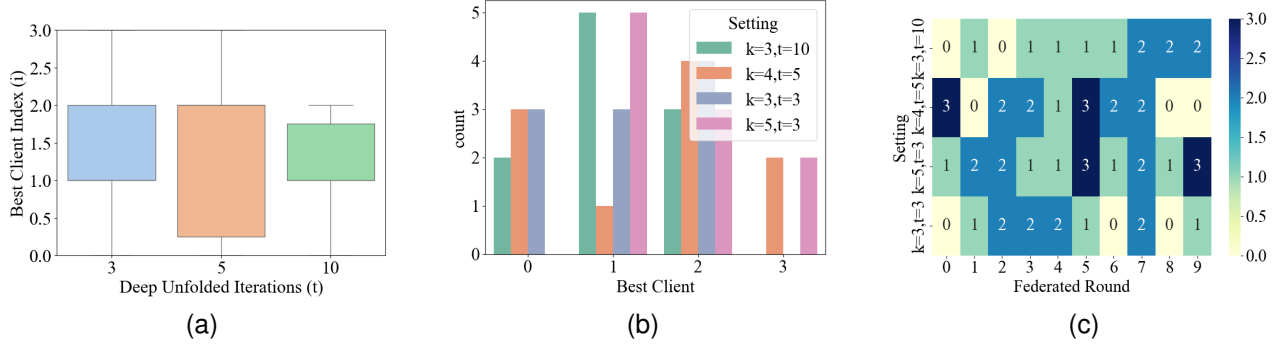 3.0
2.5
2.0
1.5
1.0
0.5
0.0
Best Client Index (i)
3 5 10
Deep Unfolded Iterations (t)
(a)
5
4
3
2
1
0
count
Setting
k=3,t=10
k=4,t=5
k=3,t=3
k=5,t=3
0 1 2 3
Best Client
(b)
Setting
k=3,t=10
0 1 0 1 1 1 1 2 2 2
k=4,t=5
3 0 2 2 1 3 2 2 0 0
k=5,t=3
1 2 2 1 1 3 1 2 1 3
k=3,t=3
0 1 2 2 2 1 0 2 0 1
0 1 2 3 4 5 6 7 8 9
Federated Round
3.0
2.5
2.0
1.5
1.0
0.5
0.0
(c)